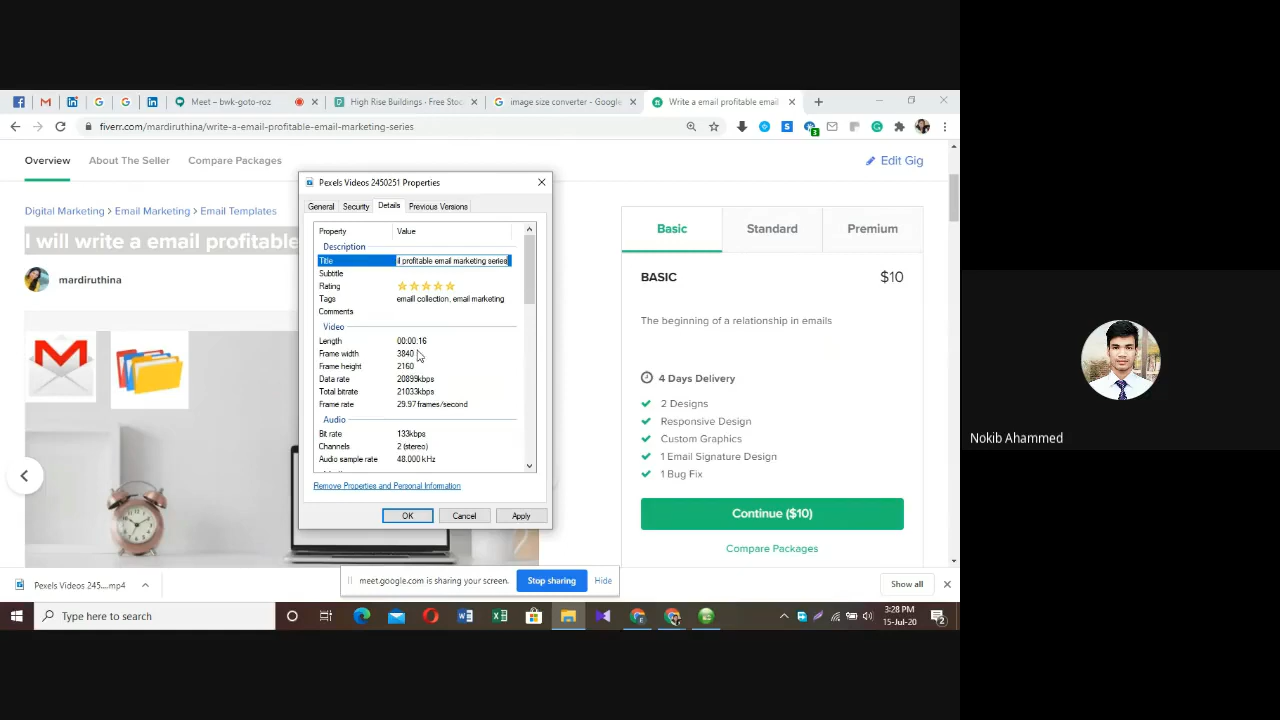 Meet – bwk-goto-roz
High Rise Buildings · Free Stoc
image size converter - Google
Write a email profitable email
fiverr.com/mardiruthina/write-a-email-profitable-email-marketing-series
Overview
About The Seller
Compare Packages
Edit Gig
Digital Marketing > Email Marketing > Email Templates
I will write a email profitable
mardiruthina
Pexels Videos 2450251 Properties
General
Security
Details
Previous Versions
Property
Value
Description
Title
il profitable email marketing series
Subtitle
Rating
Tags
emaill collection, email marketing
Comments
Video
Length
00:00:16
Frame width
3840
Frame height
2160
Data rate
20899kbps
Total bitrate
21033kbps
Frame rate
29.97 frames/second
Audio
Bit rate
133kbps
Channels
2 (stereo)
Audio sample rate
48.000 kHz
Remove Properties and Personal Information
OK
Cancel
Apply
Basic
Standard
Premium
BASIC
$10
The beginning of a relationship in emails
4 Days Delivery
2 Designs
Responsive Design
Custom Graphics
1 Email Signature Design
1 Bug Fix
Continue ($10)
Compare Packages
Nokib Ahammed
Pexels Videos 245....mp4
meet.google.com is sharing your screen.
Stop sharing
Hide
Show all
Type here to search
3:28 PM
15-Jul-20
2